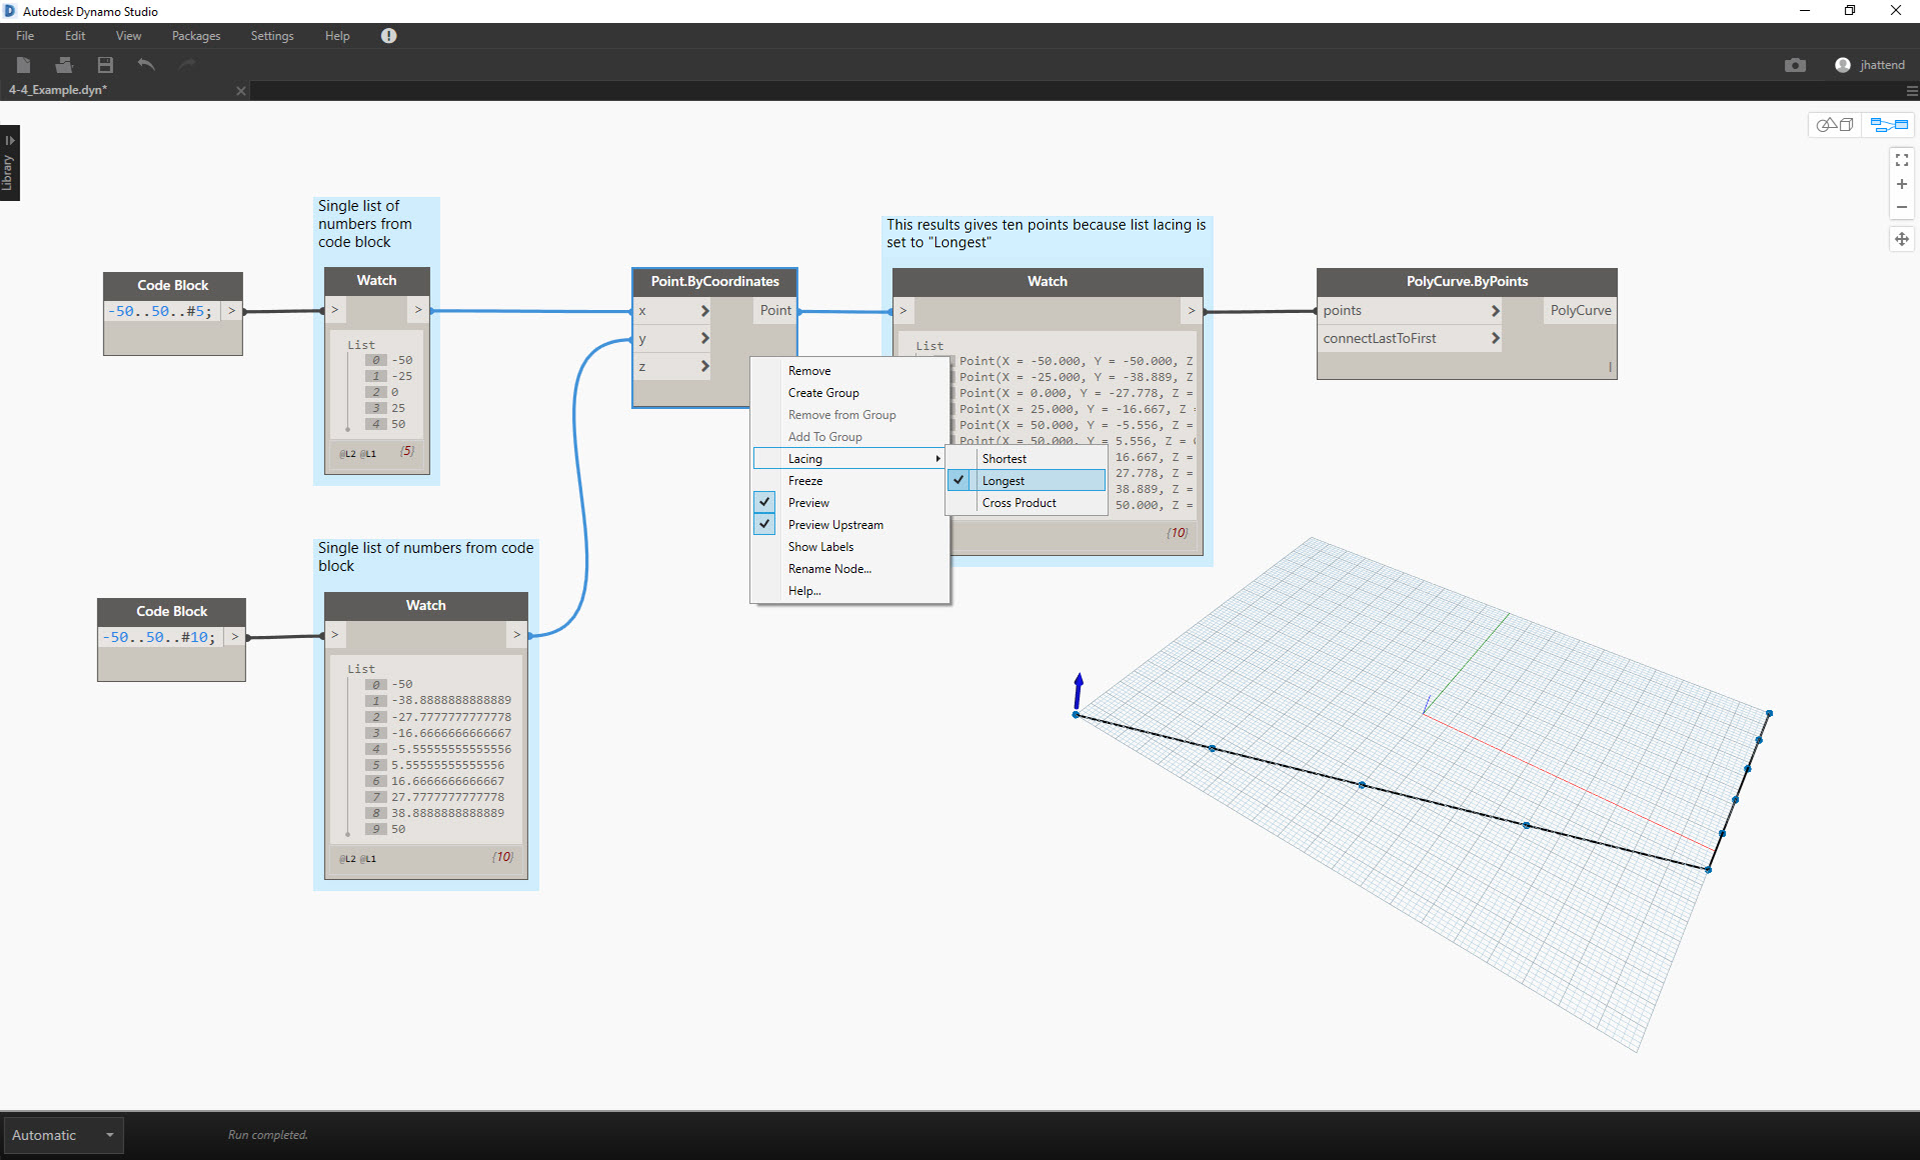 Autodesk Dynamo Studio
File Edit View Packages Settings Help
jhattend
4-4_Example.dyn*
Library
Single list of
numbers from
code block
Code Block
-50..50..#5; >
Watch
> >
List
0 -50
1 -25
2 0
3 25
4 50
@L2 @L1 {5}
Point.ByCoordinates
x Point
y
z
This results gives ten points because list lacing is
set to "Longest"
Watch
> >
List
Point(X = -50.000, Y = -50.000, Z
Point(X = -25.000, Y = -38.889, Z
Point(X = 0.000, Y = -27.778, Z =
Point(X = 25.000, Y = -16.667, Z =
Point(X = 50.000, Y = -5.556, Z =
Point(X = 50.000, Y = 5.556, Z =
16.667, Z =
27.778, Z =
38.889, Z =
50.000, Z =
{10}
PolyCurve.ByPoints
points PolyCurve
connectLastToFirst
Remove
Create Group
Remove from Group
Add To Group
Lacing
Freeze
Preview
Preview Upstream
Show Labels
Rename Node...
Help...
Shortest
Longest
Cross Product
Single list of numbers from code
block
Code Block
-50..50..#10; >
Watch
> >
List
0 -50
1 -38.8888888888889
2 -27.7777777777778
3 -16.6666666666667
4 -5.55555555555556
5 5.55555555555556
6 16.6666666666667
7 27.7777777777778
8 38.8888888888889
9 50
@L2 @L1 {10}
Automatic
Run completed.